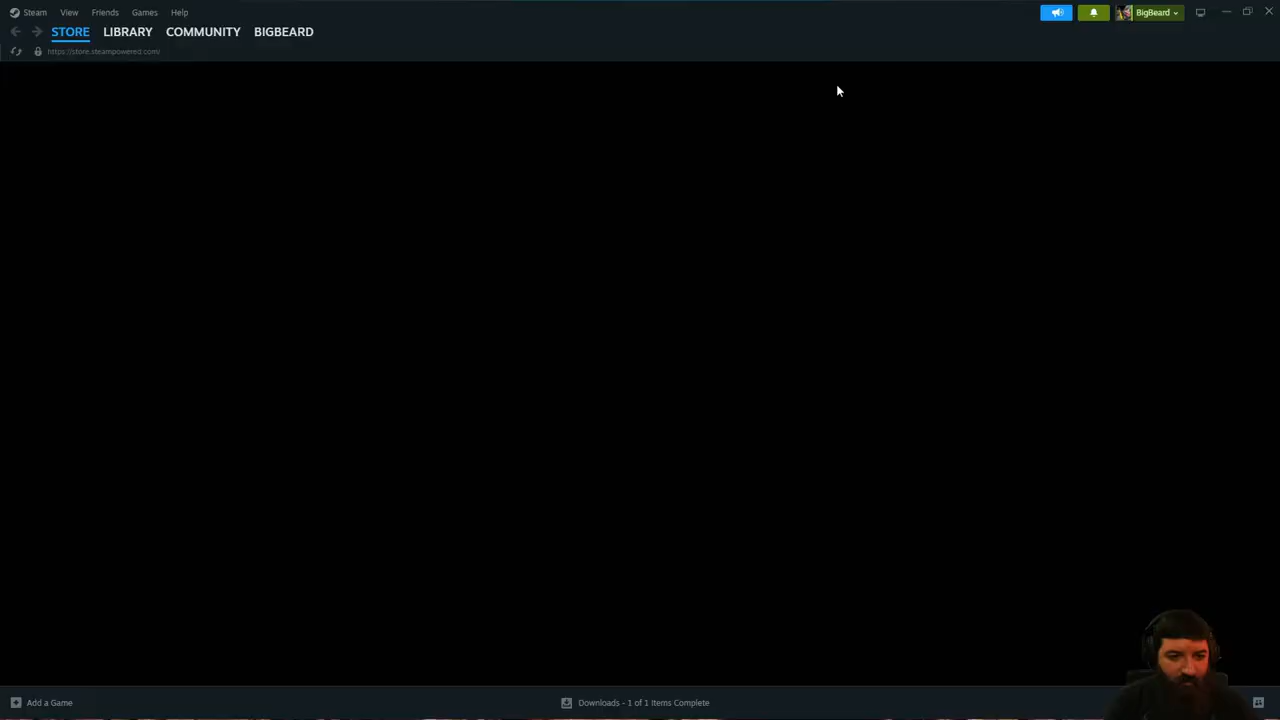 Steam View Friends Games Help BigBeard
STORE LIBRARY COMMUNITY BIGBEARD
https://store.steampowered.com/
Add a Game Downloads - 1 of 1 Items Complete